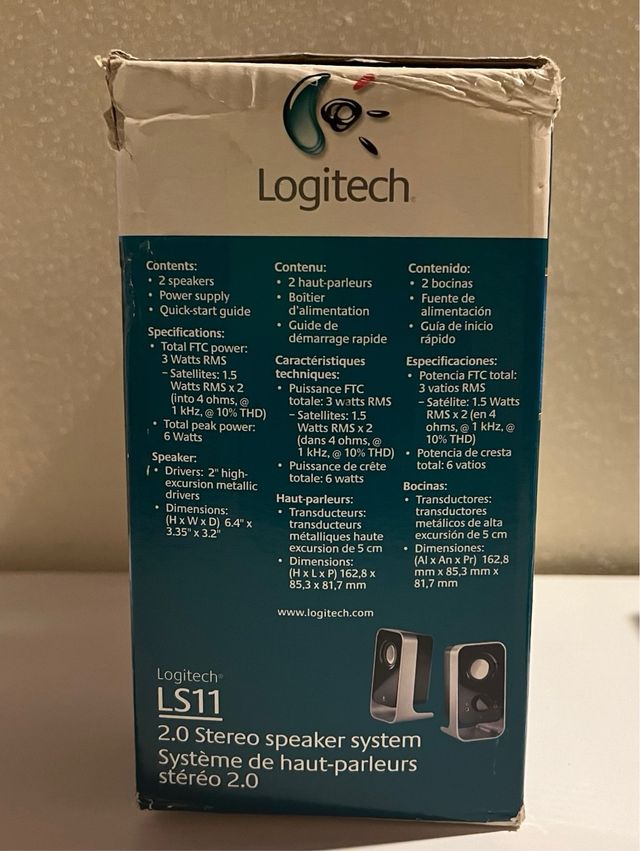 Logitech
Contents:
• 2 speakers
• Power supply
• Quick-start guide
Specifications:
• Total FTC power:
3 Watts RMS
– Satellites: 1.5
Watts RMS x 2
(into 4 ohms, @
1 kHz, @ 10% THD)
• Total peak power:
6 Watts
Speaker:
• Drivers: 2" high-
excursion metallic
drivers
• Dimensions:
(H x W x D) 6.4" x
3.35" x 3.2"
Contenu:
• 2 haut-parleurs
• Boîtier
d'alimentation
• Guide de
démarrage rapide
Caractéristiques
techniques:
• Puissance FTC
totale: 3 watts RMS
– Satellites: 1.5
Watts RMS x 2
(dans 4 ohms, @
1 kHz, @ 10% THD)
• Puissance de crête
totale: 6 watts
Haut-parleurs:
• Transducteurs:
transducteurs
métalliques haute
excursion de 5 cm
• Dimensions:
(H x L x P) 162,8 x
85,3 x 81,7 mm
Contenido:
• 2 bocinas
• Fuente de
alimentación
• Guía de inicio
rápido
Especificaciones:
• Potencia FTC total:
3 vatios RMS
– Satélite: 1.5 Watts
RMS x 2 (en 4
ohms, @ 1 kHz, @
10% THD)
• Potencia de cresta
total: 6 vatios
Bocinas:
• Transductores:
transductores
metálicos de alta
excursión de 5 cm
• Dimensiones:
(Al x An x Pr) 162,8
mm x 85,3 mm x
81,7 mm
www.logitech.com
Logitech®
LS11
2.0 Stereo speaker system
Système de haut-parleurs
stéréo 2.0